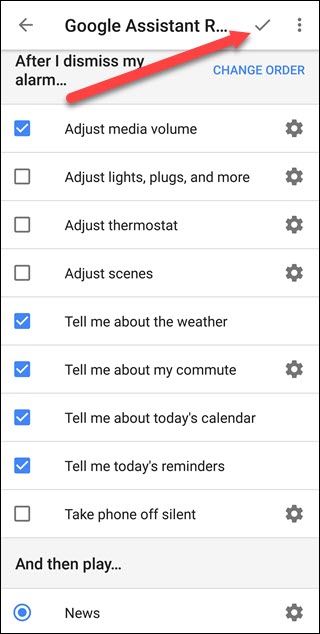 Google Assistant R...
After I dismiss my
alarm...
CHANGE ORDER
Adjust media volume
Adjust lights, plugs, and more
Adjust thermostat
Adjust scenes
Tell me about the weather
Tell me about my commute
Tell me about today's calendar
Tell me today's reminders
Take phone off silent
And then play...
News